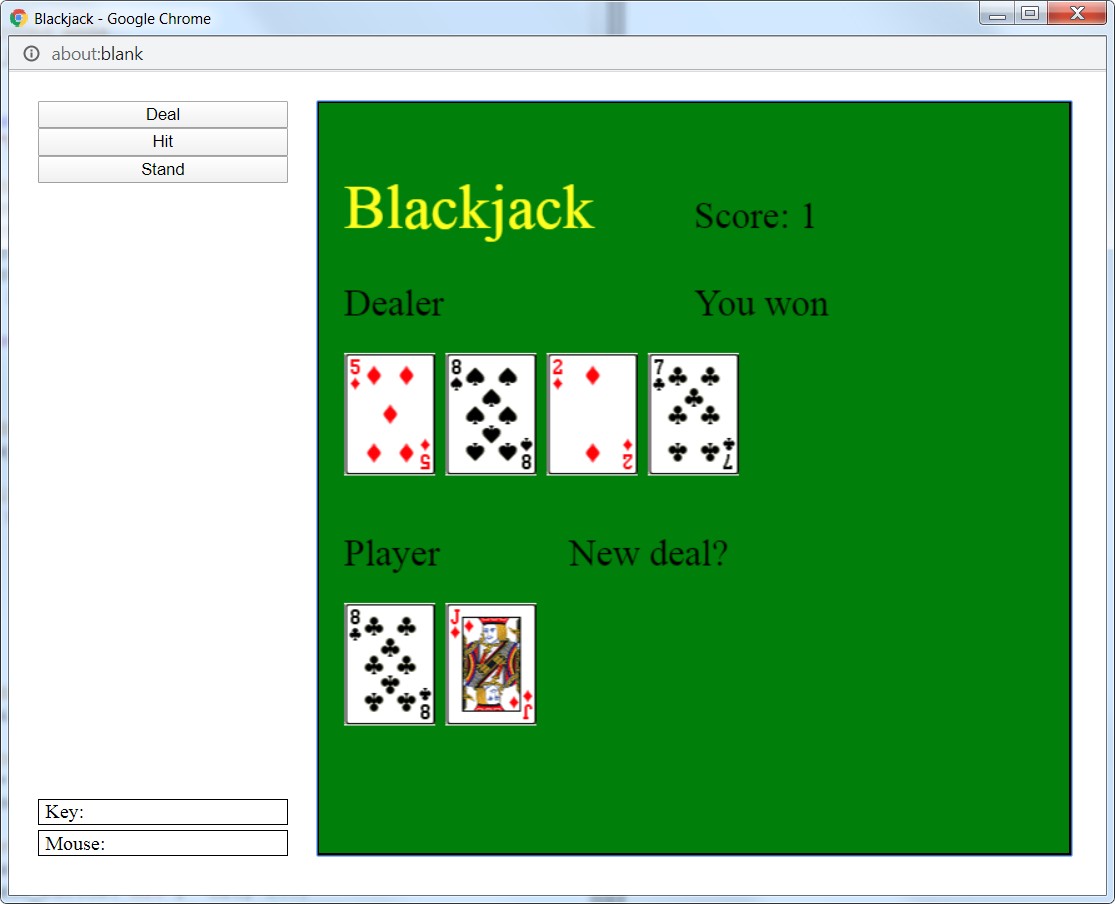 Blackjack - Google Chrome
about:blank
Deal
Hit
Stand
Blackjack
Score: 1
Dealer
You won
5 8 2 7
5 8 2 7
Player
New deal?
8 J
8 J
Key:
Mouse: